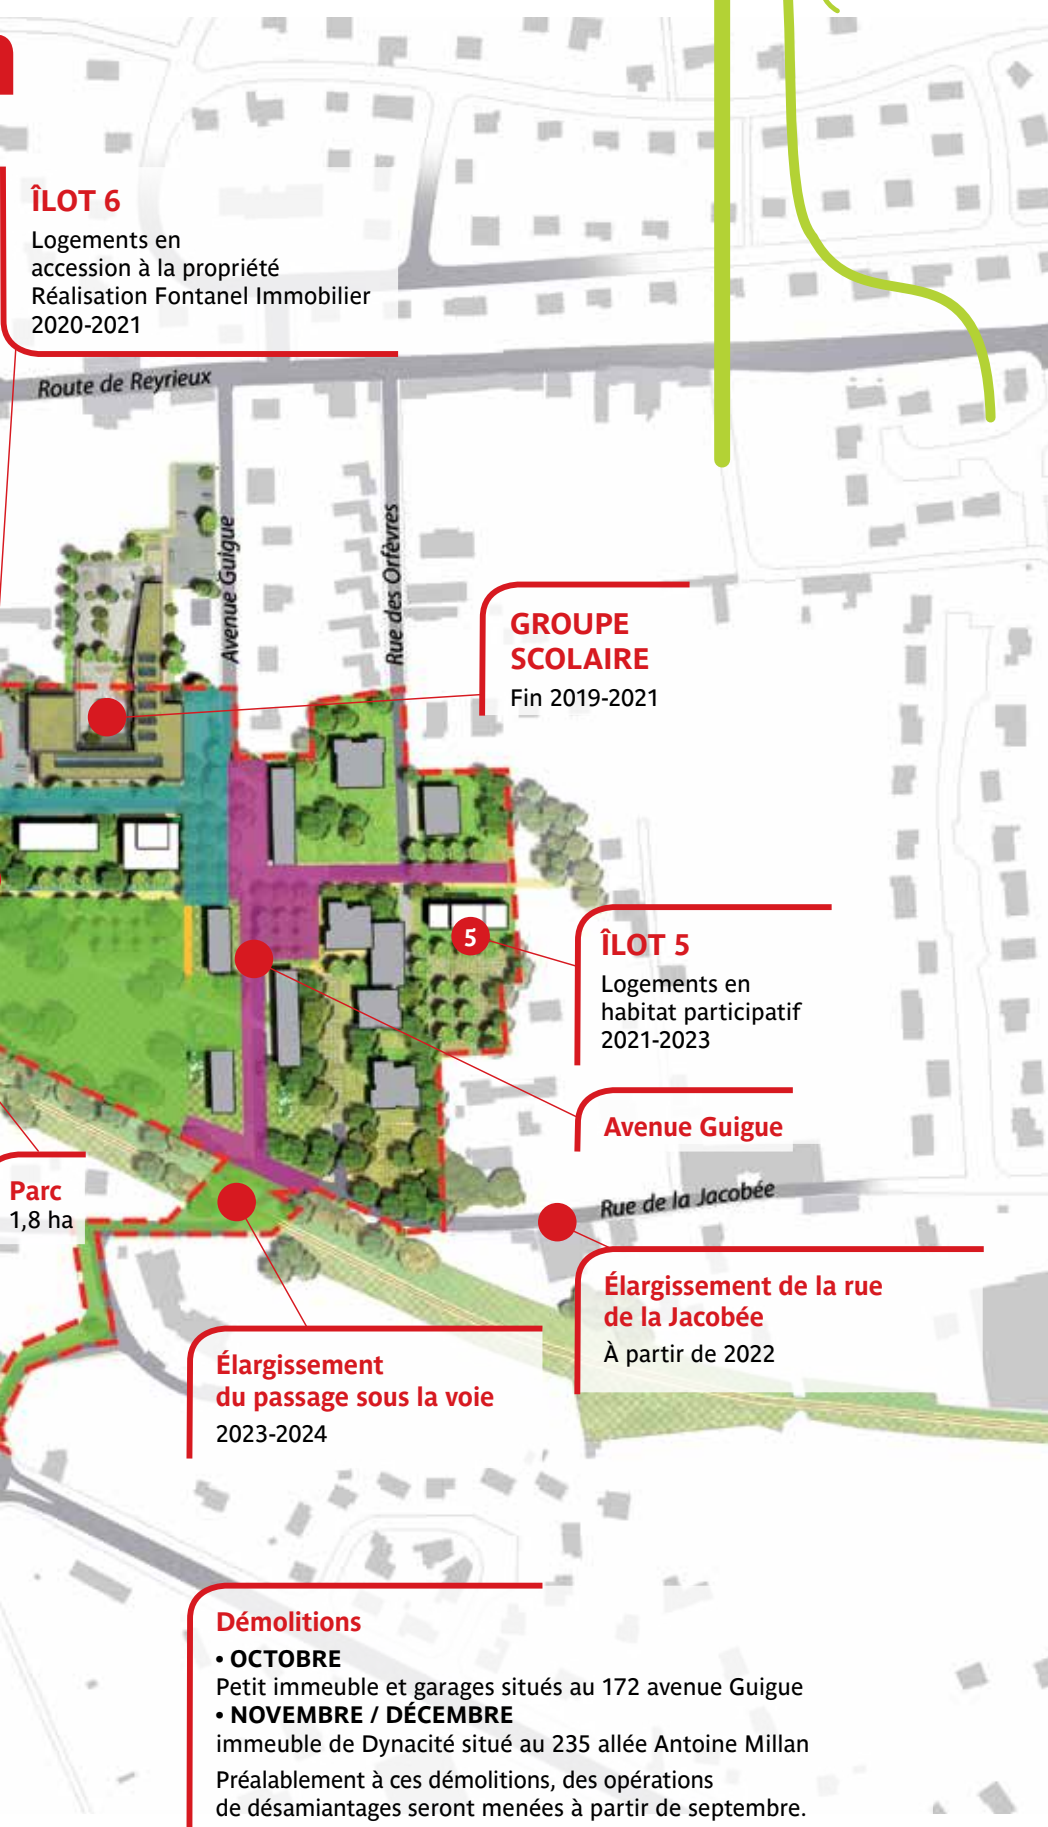 ÎLOT 6
Logements en
accession à la propriété
Réalisation Fontanel Immobilier
2020-2021
Route de Reyrieux
Avenue Guigue
Rue des Orfèvres
GROUPE
SCOLAIRE
Fin 2019-2021
5
ÎLOT 5
Logements en
habitat participatif
2021-2023
Avenue Guigue
Parc
1,8 ha
Rue de la Jacobée
Élargissement de la rue
de la Jacobée
À partir de 2022
Élargissement
du passage sous la voie
2023-2024
Démolitions
• OCTOBRE
Petit immeuble et garages situés au 172 avenue Guigue
• NOVEMBRE / DÉCEMBRE
immeuble de Dynacité situé au 235 allée Antoine Millan
Préalablement à ces démolitions, des opérations
de désamiantages seront menées à partir de septembre.